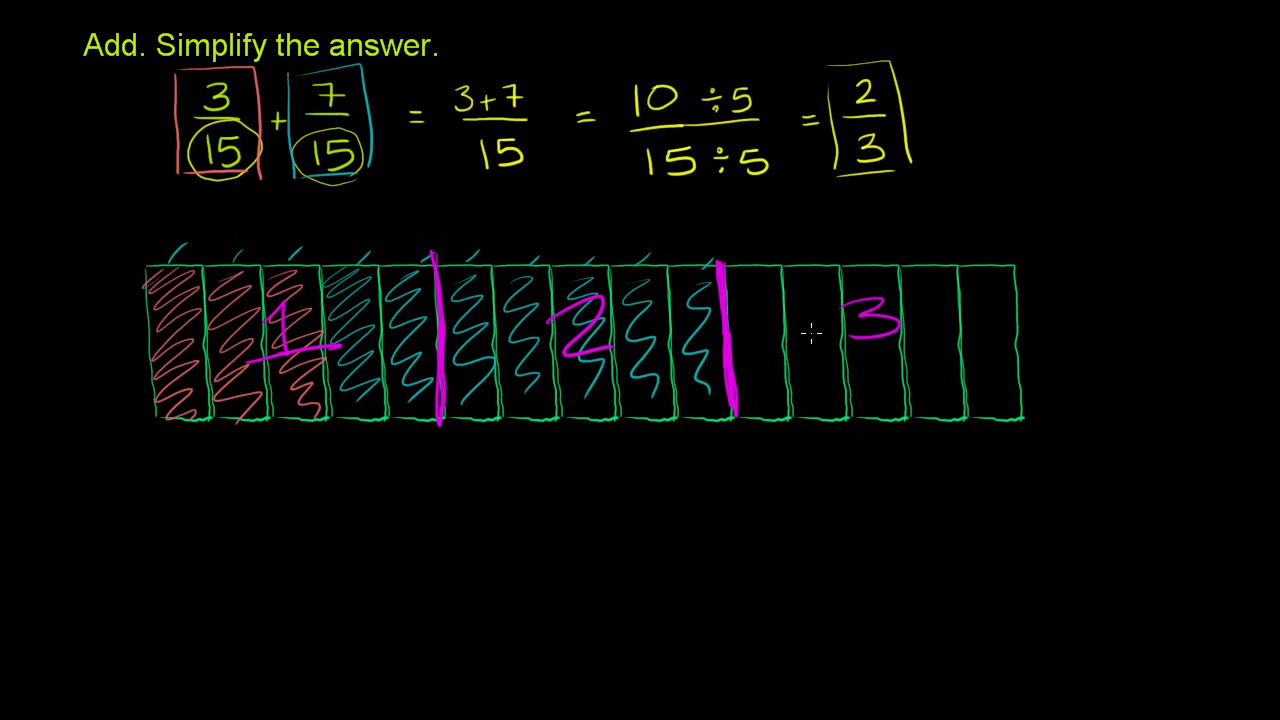 Add. Simplify the answer.
3/15 + 7/15 = 3+7/15 = 10÷5/15÷5 = 2/3
1 2 3